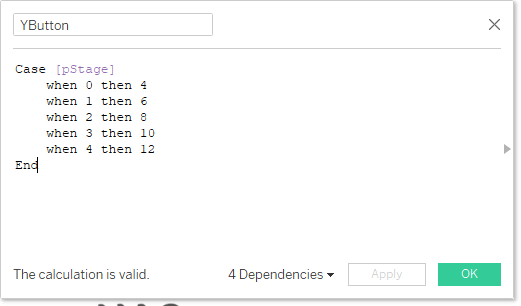 YButton
Case [pStage]
when 0 then 4
when 1 then 6
when 2 then 8
when 3 then 10
when 4 then 12
End
The calculation is valid.
4 Dependencies
Apply
OK